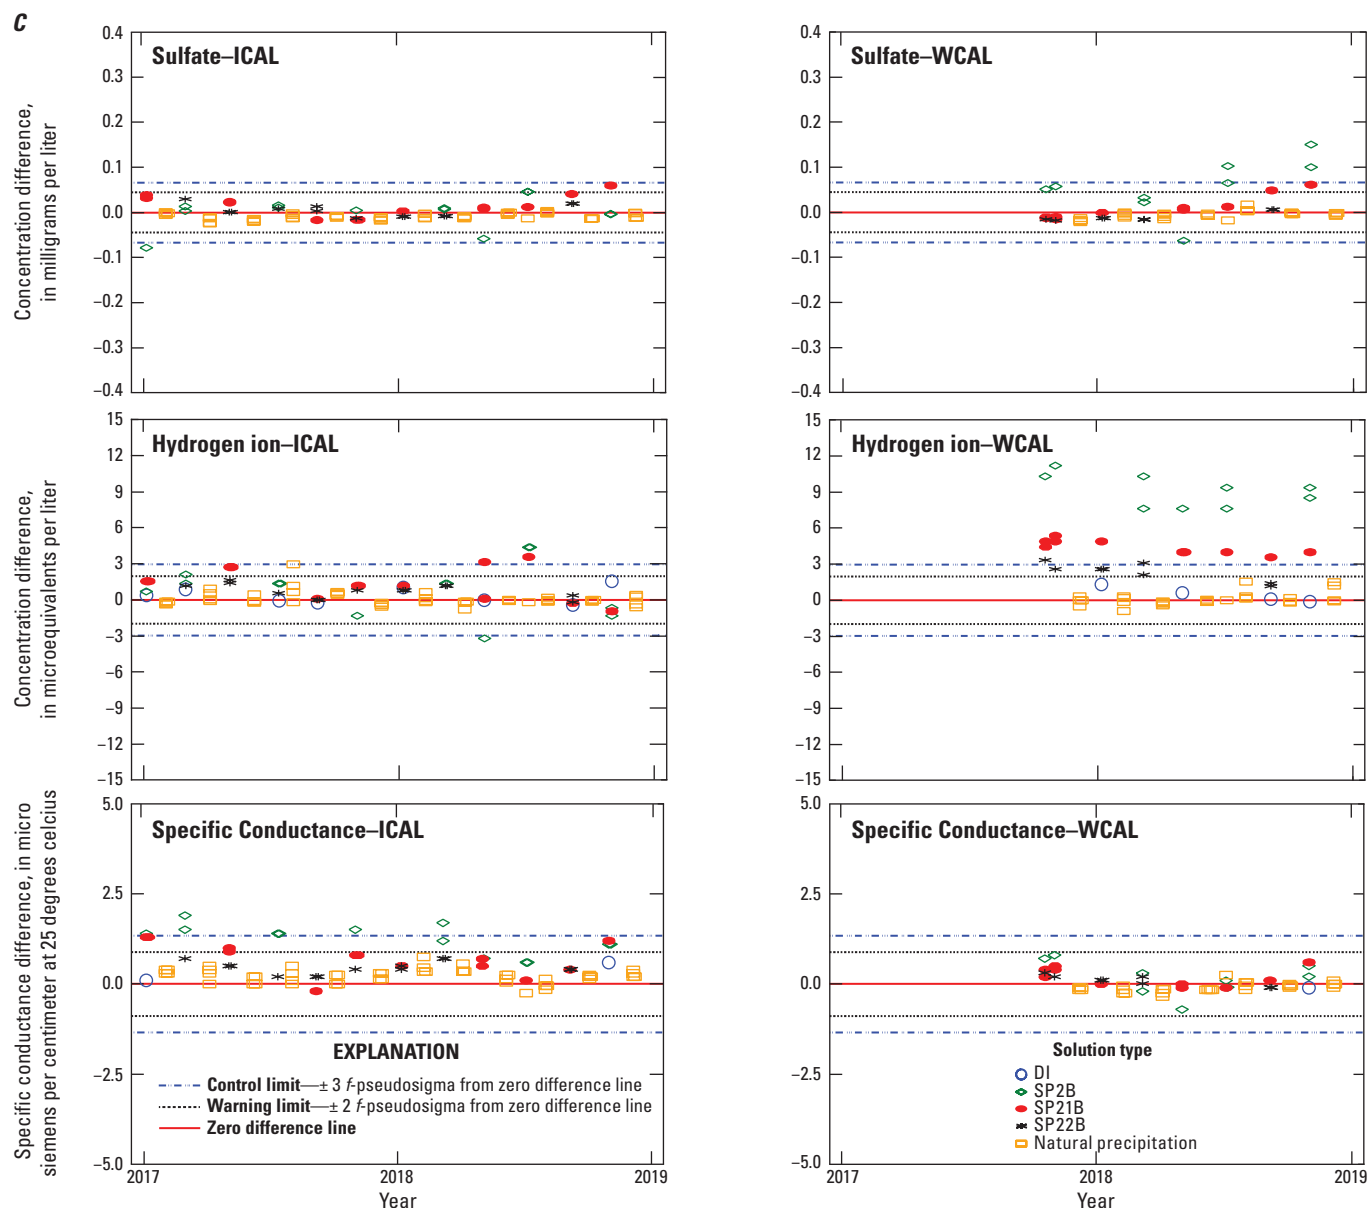 C
Sulfate–ICAL
0.4
0.3
0.2
0.1
0.0
–0.1
–0.2
–0.3
–0.4
Concentration difference,
in milligrams per liter
Sulfate–WCAL
0.4
0.3
0.2
0.1
0.0
–0.1
–0.2
–0.3
–0.4
2017
2018
2019
2017
2018
2019
Hydrogen ion–ICAL
15
12
9
6
3
0
–3
–6
–9
–12
–15
Concentration difference,
in microequivalents per liter
Hydrogen ion–WCAL
15
12
9
6
3
0
–3
–6
–9
–12
–15
Specific Conductance–ICAL
5.0
2.5
0.0
–2.5
–5.0
Specific conductance difference, in micro
siemens per centimeter at 25 degrees celcius
EXPLANATION
Control limit—± 3 f-pseudosigma from zero difference line
Warning limit—± 2 f-pseudosigma from zero difference line
Zero difference line
2017
2018
2019
Year
Specific Conductance–WCAL
5.0
2.5
0.0
–2.5
–5.0
Solution type
DI
SP2B
SP21B
SP22B
Natural precipitation
2017
2018
2019
Year